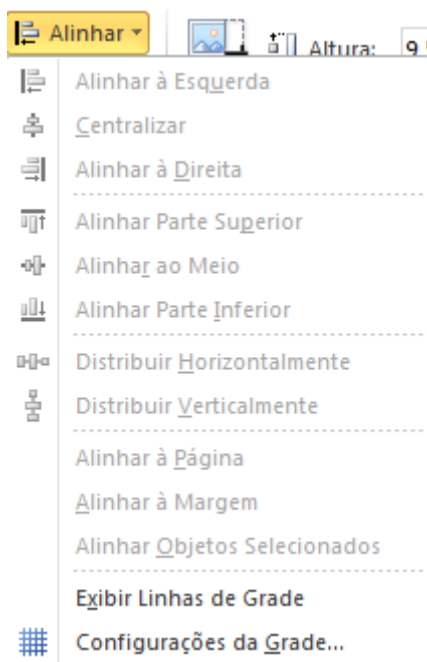 Alinhar
Altura: 9
Alinhar à Esquerda
Centralizar
Alinhar à Direita
Alinhar Parte Superior
Alinhar ao Meio
Alinhar Parte Inferior
Distribuir Horizontalmente
Distribuir Verticalmente
Alinhar à Página
Alinhar à Margem
Alinhar Objetos Selecionados
Exibir Linhas de Grade
Configurações da Grade...